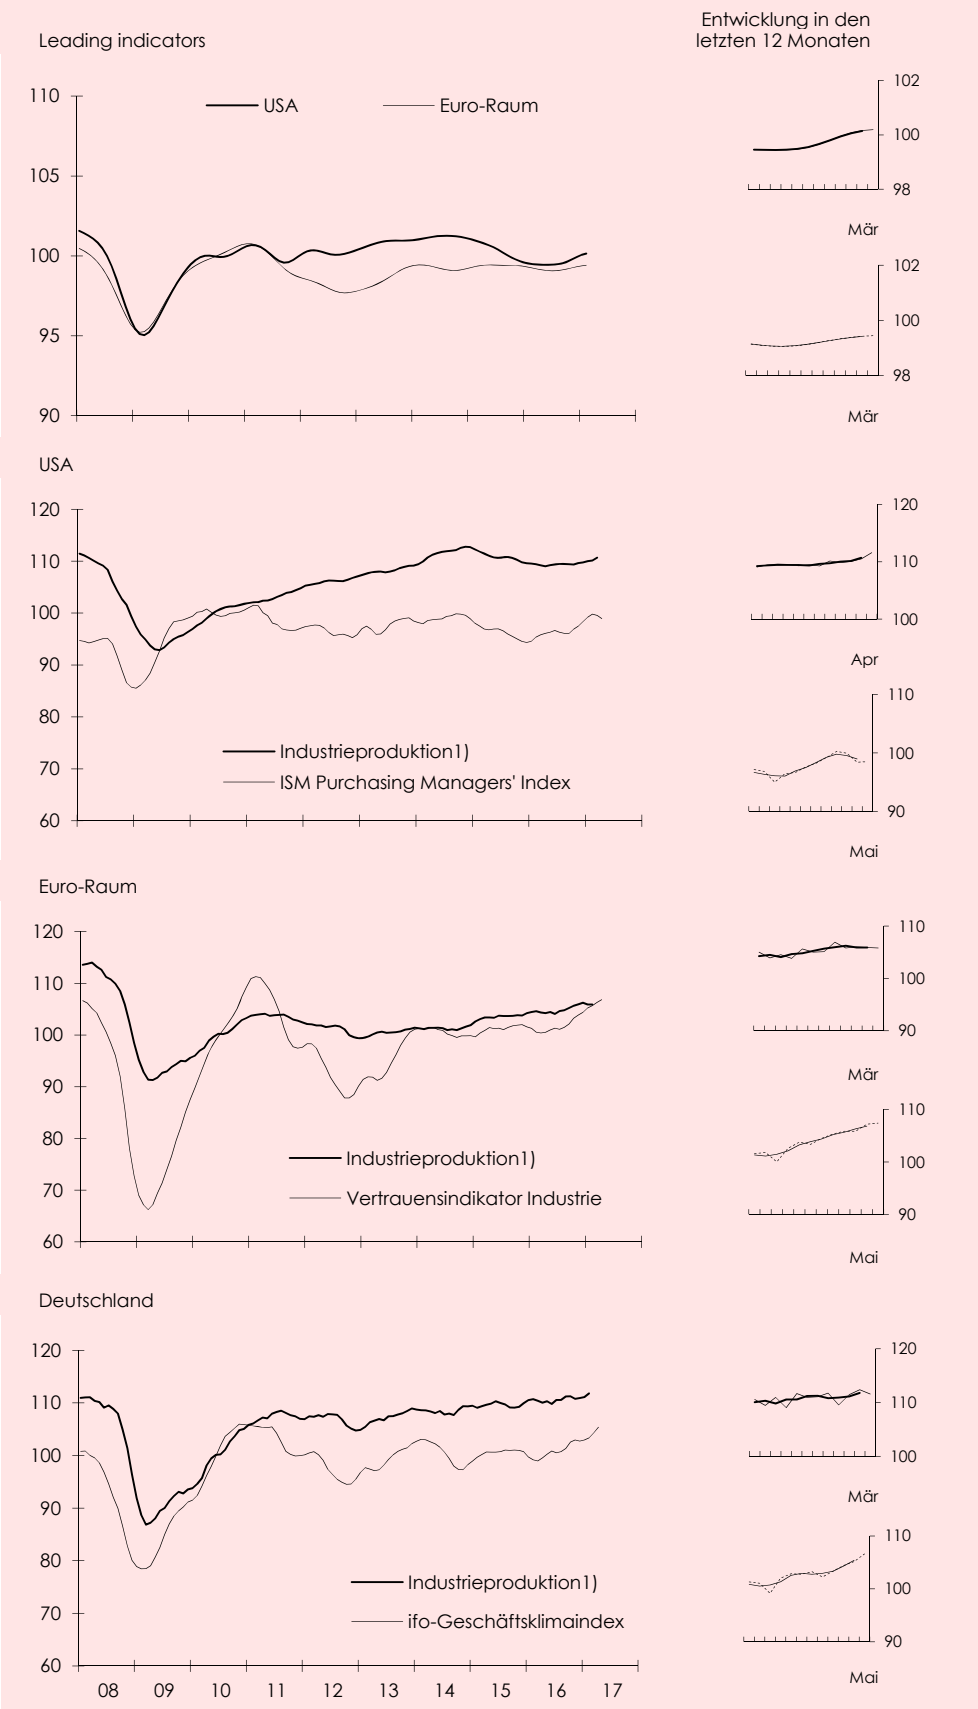 Entwicklung in den
letzten 12 Monaten
Leading indicators
110
105
100
95
90
USA
Euro-Raum
102
100
98
Mär
102
100
98
Mär
USA
120
110
100
90
80
70
60
Industrieproduktion1)
ISM Purchasing Managers' Index
120
110
100
Apr
110
100
90
Mai
Euro-Raum
120
110
100
90
80
70
60
Industrieproduktion1)
Vertrauensindikator Industrie
110
100
90
Mär
110
100
90
Mai
Deutschland
120
110
100
90
80
70
60
Industrieproduktion1)
ifo-Geschäftsklimaindex
08 09 10 11 12 13 14 15 16 17
120
110
100
Mär
110
100
90
Mai